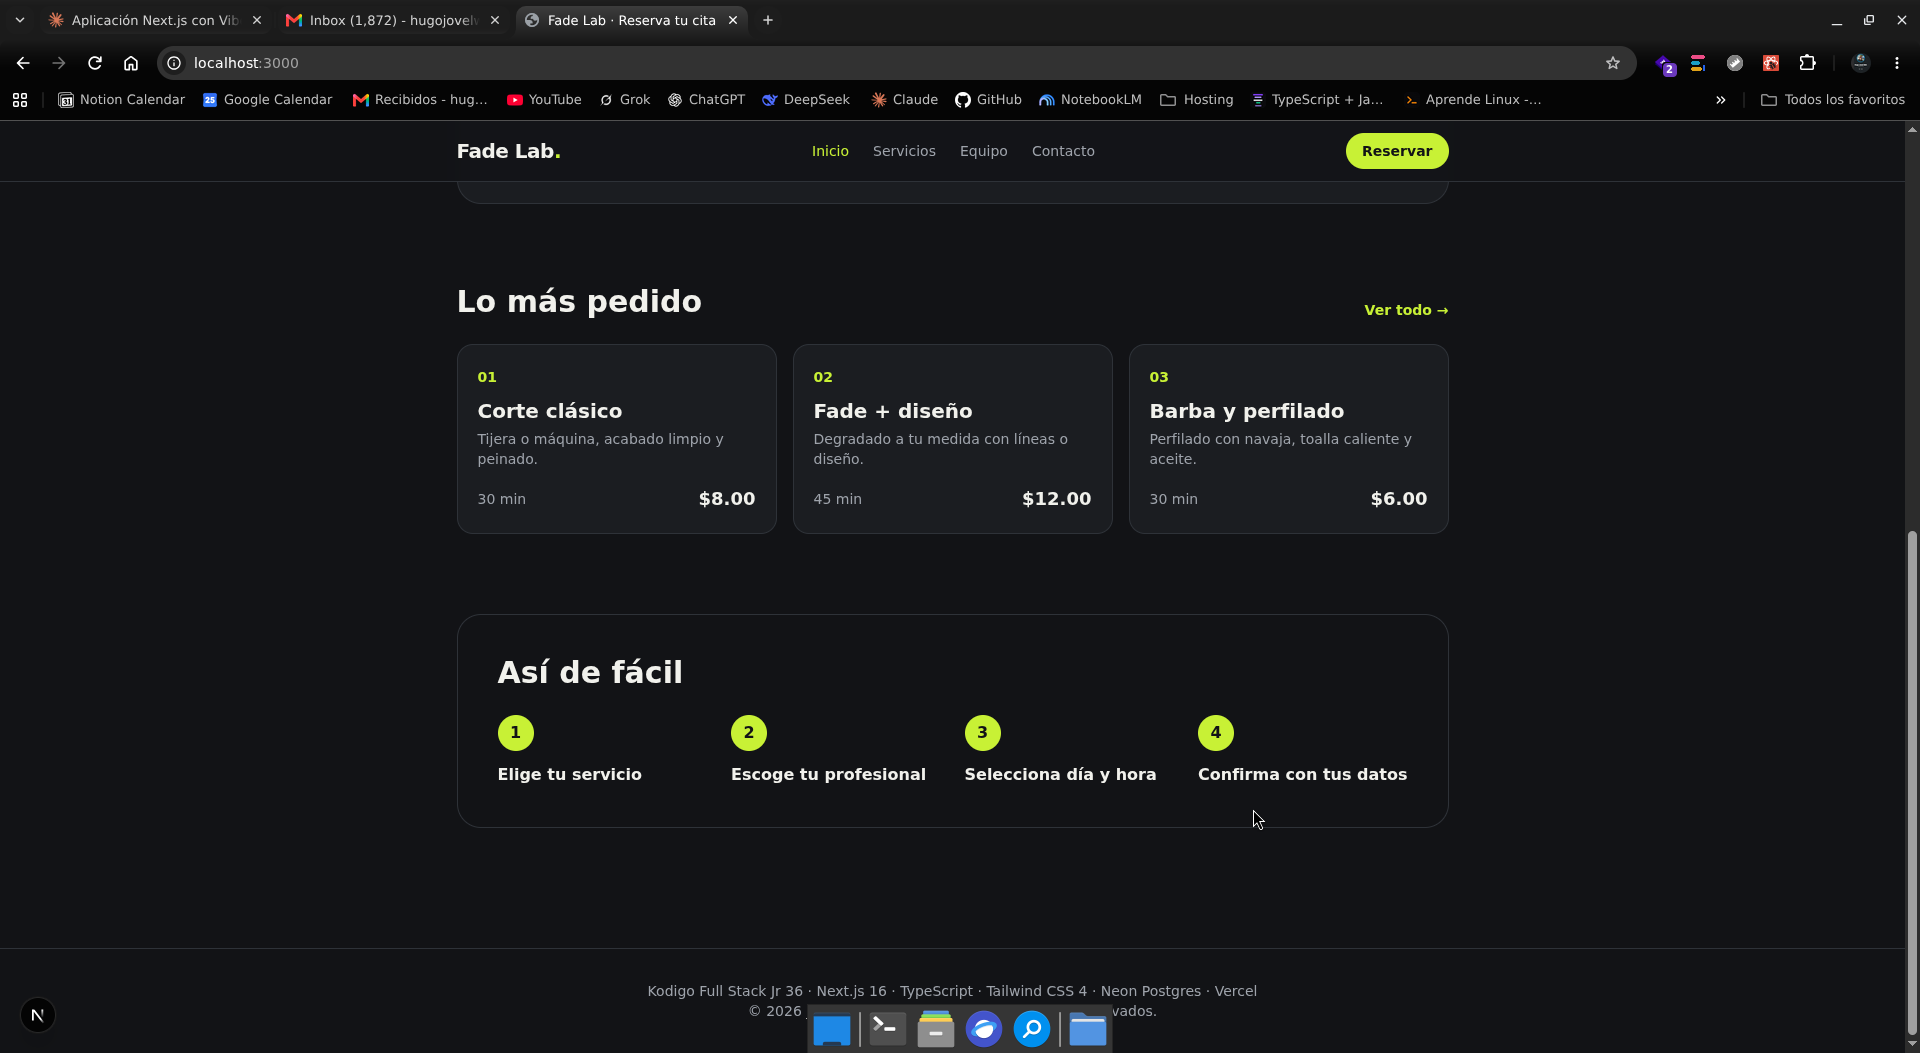 Aplicación Next.js con Vib
Inbox (1,872) - hugojovelw
Fade Lab · Reserva tu cita
localhost:3000
2
Notion Calendar
Google Calendar
Recibidos - hug...
YouTube
Grok
ChatGPT
DeepSeek
Claude
GitHub
NotebookLM
Hosting
TypeScript + Ja...
Aprende Linux -...
»
Todos los favoritos
Fade Lab.
Inicio
Servicios
Equipo
Contacto
Reservar
Lo más pedido
Ver todo →
01
Corte clásico
Tijera o máquina, acabado limpio y
peinado.
30 min
$8.00
02
Fade + diseño
Degradado a tu medida con líneas o
diseño.
45 min
$12.00
03
Barba y perfilado
Perfilado con navaja, toalla caliente y
aceite.
30 min
$6.00
Así de fácil
1
Elige tu servicio
2
Escoge tu profesional
3
Selecciona día y hora
4
Confirma con tus datos
Kodigo Full Stack Jr 36 · Next.js 16 · TypeScript · Tailwind CSS 4 · Neon Postgres · Vercel
© 2026
vados.
N